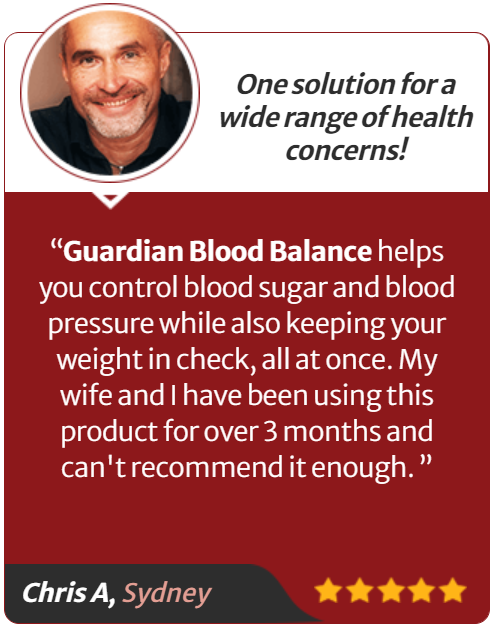 One solution for a
wide range of health
concerns!
“Guardian Blood Balance helps
you control blood sugar and blood
pressure while also keeping your
weight in check, all at once. My
wife and I have been using this
product for over 3 months and
can't recommend it enough. ”
Chris A, Sydney